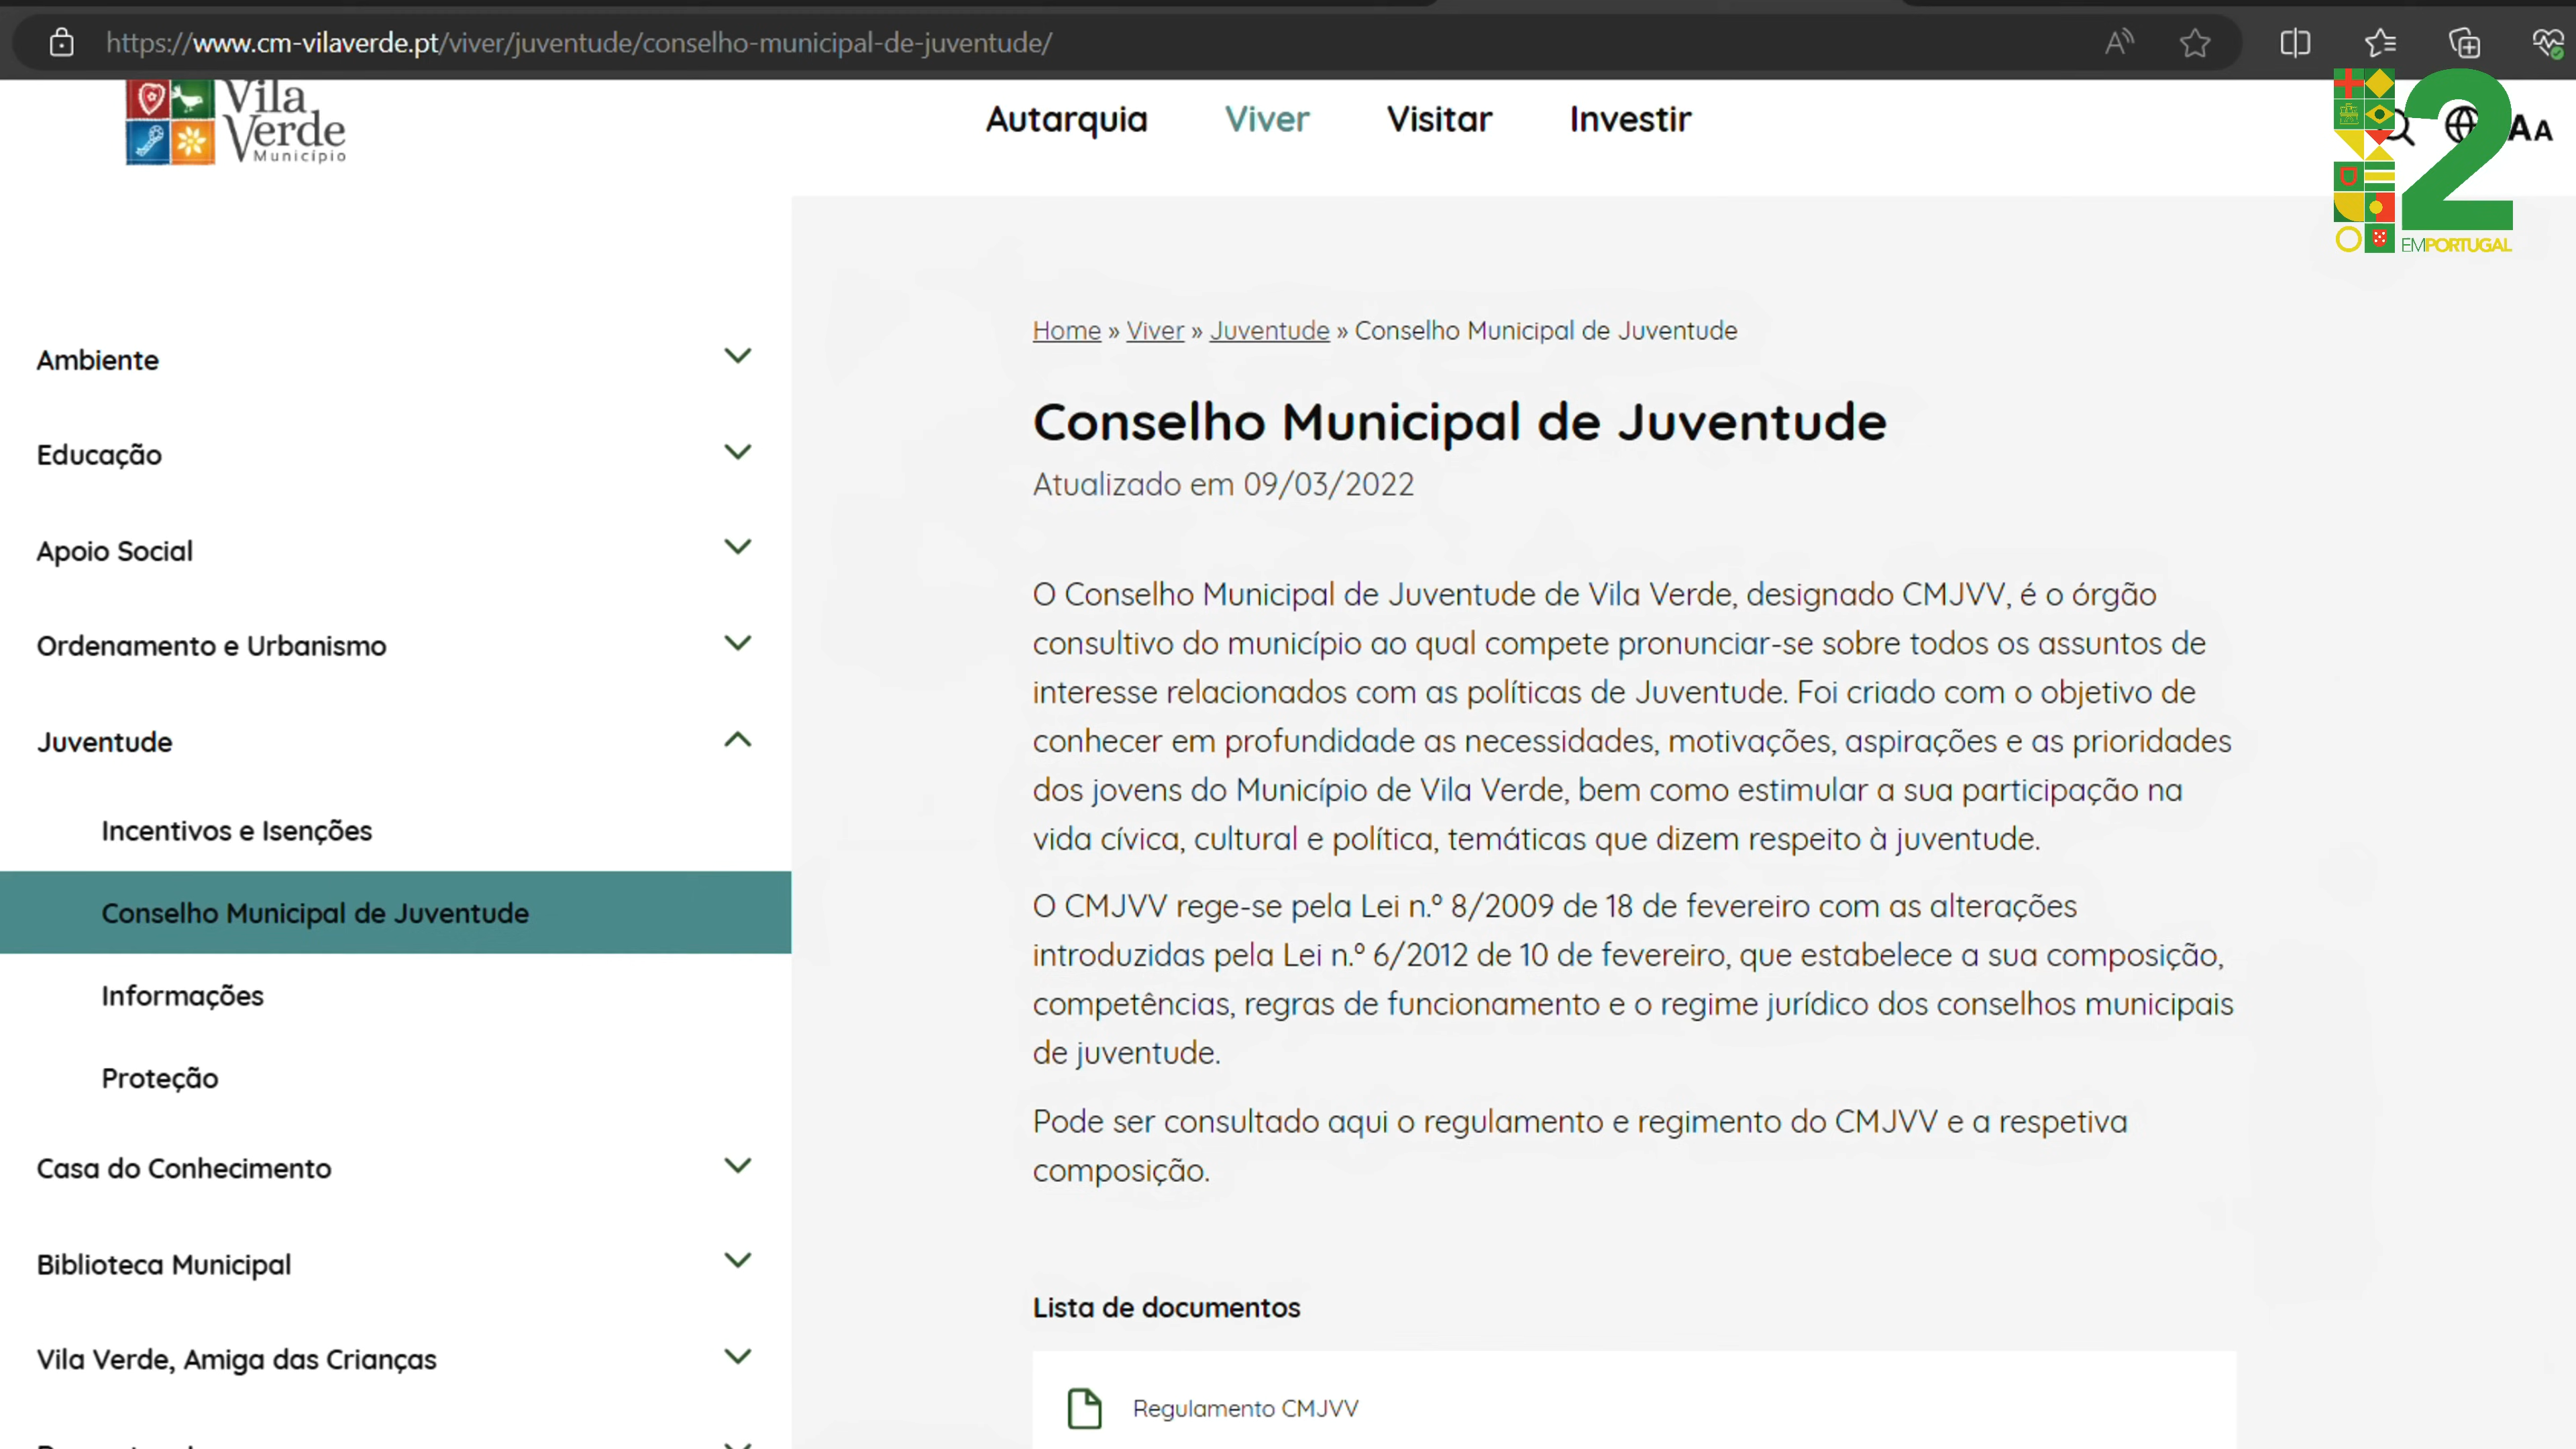 https://www.cm-vilaverde.pt/viver/juventude/conselho-municipal-de-juventude/
Vila
Verde
Município
Autarquia
Viver
Visitar
Investir
AA
2
EMPORTUGAL
Ambiente
Educação
Apoio Social
Ordenamento e Urbanismo
Juventude
Incentivos e Isenções
Conselho Municipal de Juventude
Informações
Proteção
Casa do Conhecimento
Biblioteca Municipal
Vila Verde, Amiga das Crianças
Home » Viver » Juventude » Conselho Municipal de Juventude
Conselho Municipal de Juventude
Atualizado em 09/03/2022
O Conselho Municipal de Juventude de Vila Verde, designado CMJVV, é o órgão
consultivo do município ao qual compete pronunciar-se sobre todos os assuntos de
interesse relacionados com as políticas de Juventude. Foi criado com o objetivo de
conhecer em profundidade as necessidades, motivações, aspirações e as prioridades
dos jovens do Município de Vila Verde, bem como estimular a sua participação na
vida cívica, cultural e política, temáticas que dizem respeito à juventude.
O CMJVV rege-se pela Lei n.º 8/2009 de 18 de fevereiro com as alterações
introduzidas pela Lei n.º 6/2012 de 10 de fevereiro, que estabelece a sua composição,
competências, regras de funcionamento e o regime jurídico dos conselhos municipais
de juventude.
Pode ser consultado aqui o regulamento e regimento do CMJVV e a respetiva
composição.
Lista de documentos
Regulamento CMJVV